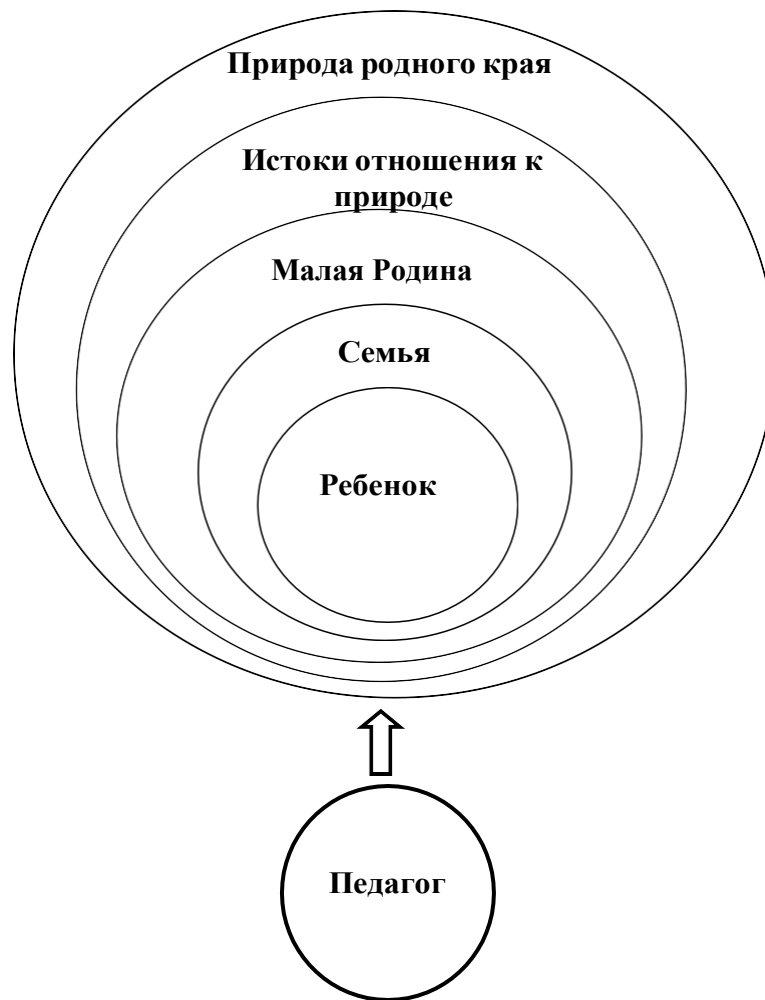 Природа родного края
Истоки отношения к
природе
Малая Родина
Семья
Ребенок
Педагог